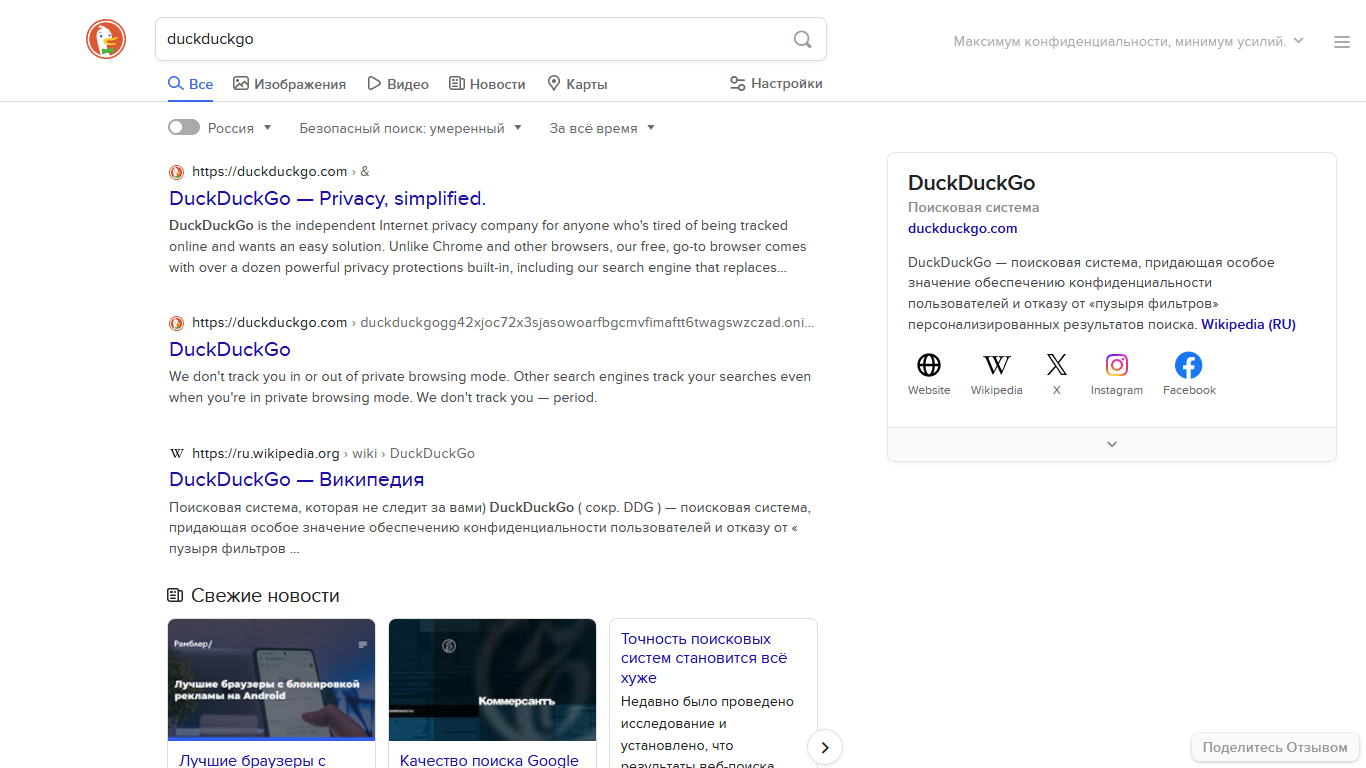 duckduckgo
Максимум конфиденциальности, минимум усилий.
Все Изображения Видео Новости Карты Настройки
Россия Безопасный поиск: умеренный За всё время
https://duckduckgo.com › &
DuckDuckGo — Privacy, simplified.
DuckDuckGo is the independent Internet privacy company for anyone who's tired of being tracked
online and wants an easy solution. Unlike Chrome and other browsers, our free, go-to browser comes
with over a dozen powerful privacy protections built-in, including our search engine that replaces...
https://duckduckgo.com › duckduckgogg42xjoc72x3sjasowoarfbgcmvfimaftt6twagswzczad.oni...
DuckDuckGo
We don't track you in or out of private browsing mode. Other search engines track your searches even
when you're in private browsing mode. We don't track you — period.
https://ru.wikipedia.org › wiki › DuckDuckGo
DuckDuckGo — Википедия
Поисковая система, которая не следит за вами) DuckDuckGo ( сокр. DDG ) — поисковая система,
придающая особое значение обеспечению конфиденциальности пользователей и отказу от «
пузыря фильтров ...
Свежие новости
Рамблер/
Лучшие браузеры с блокировкой
рекламы на Android
Лучшие браузеры с
Коммерсантъ
Качество поиска Google
Точность поисковых
систем становится всё
хуже
Недавно было проведено
исследование и
установлено, что
результаты веб-поиска
DuckDuckGo
Поисковая система
duckduckgo.com
DuckDuckGo — поисковая система, придающая особое
значение обеспечению конфиденциальности
пользователей и отказу от «пузыря фильтров»
персонализированных результатов поиска. Wikipedia (RU)
Website Wikipedia X Instagram Facebook
Поделитесь Отзывом